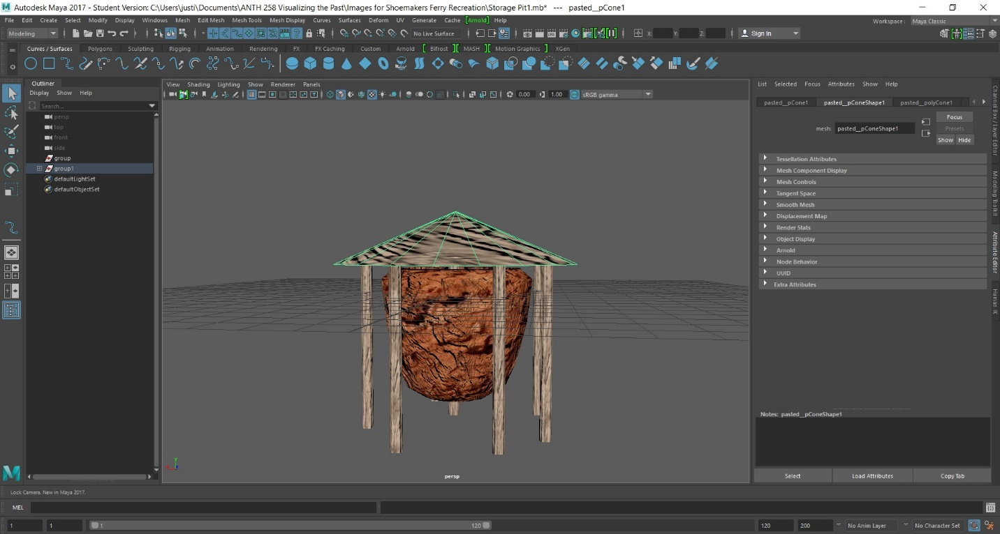 Autodesk Maya 2017 - Student Version: C:\Users\justi\Documents\ANTH 258 Visualizing the Past\Images for Shoemakers Ferry Recreation\Storage Pit1.mb*   ---   pasted__pCone1
File Edit Create Select Modify Display Windows Mesh Edit Mesh Mesh Tools Mesh Display Curves Surfaces Deform UV Generate Cache [Arnold] Help
Workspace : Maya Classic
Modeling No Live Surface X: Y: Z: Sign In
Curves / Surfaces Polygons Sculpting Rigging Animation Rendering FX FX Caching Custom Arnold Bifrost MASH Motion Graphics XGen
Outliner
Display Show Help
Search...
persp
top
front
side
group
group1
defaultLightSet
defaultObjectSet
View Shading Lighting Show Renderer Panels
0.00 1.00 sRGB gamma
persp
List Selected Focus Attributes Show Help
pasted__pCone1 pasted__pConeShape1 pasted__polyCone1
Focus
mesh: pasted__pConeShape1
Presets
Show Hide
Tessellation Attributes
Mesh Component Display
Mesh Controls
Tangent Space
Smooth Mesh
Displacement Map
Render Stats
Object Display
Arnold
Node Behavior
UUID
Extra Attributes
Notes: pasted__pConeShape1
Select Load Attributes Copy Tab
Channel Box / Layer Editor
Modeling Toolkit
Attribute Editor
Human IK
Lock Camera. New in Maya 2017.
MEL
1 1 1 120 120 200 No Anim Layer No Character Set